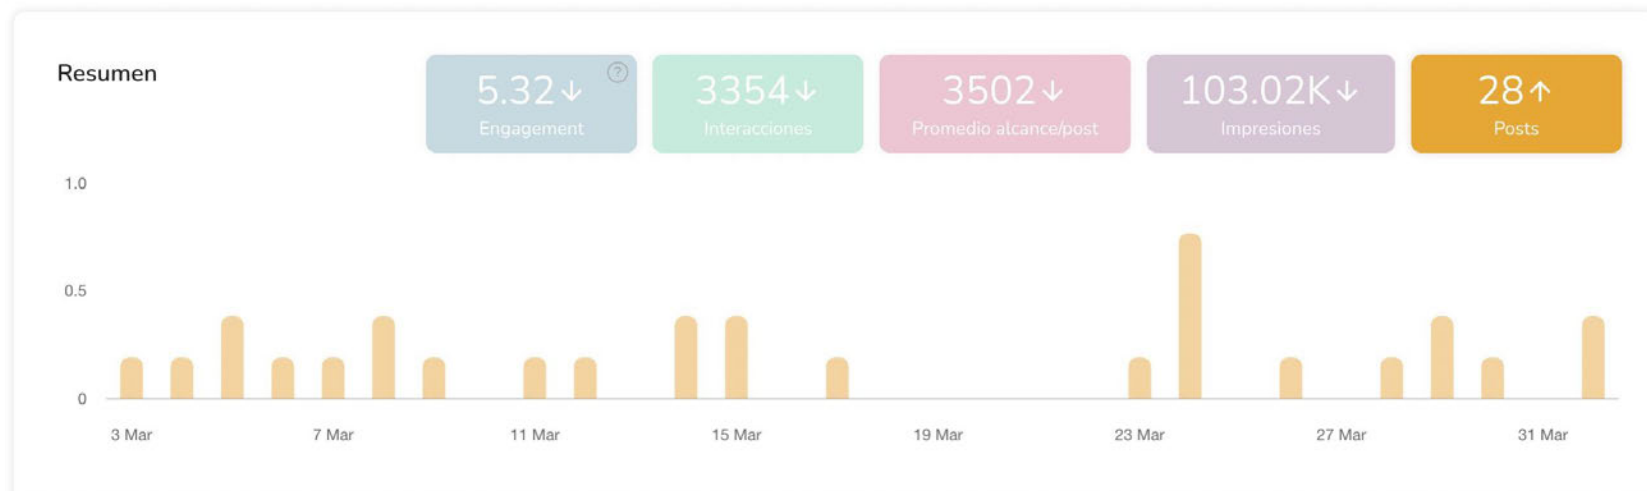 Resumen
5.32↓
?
Engagement
3354↓
Interacciones
3502↓
Promedio alcance/post
103.02K↓
Impresiones
28↑
Posts
1.0
0.5
0
3 Mar
7 Mar
11 Mar
15 Mar
19 Mar
23 Mar
27 Mar
31 Mar